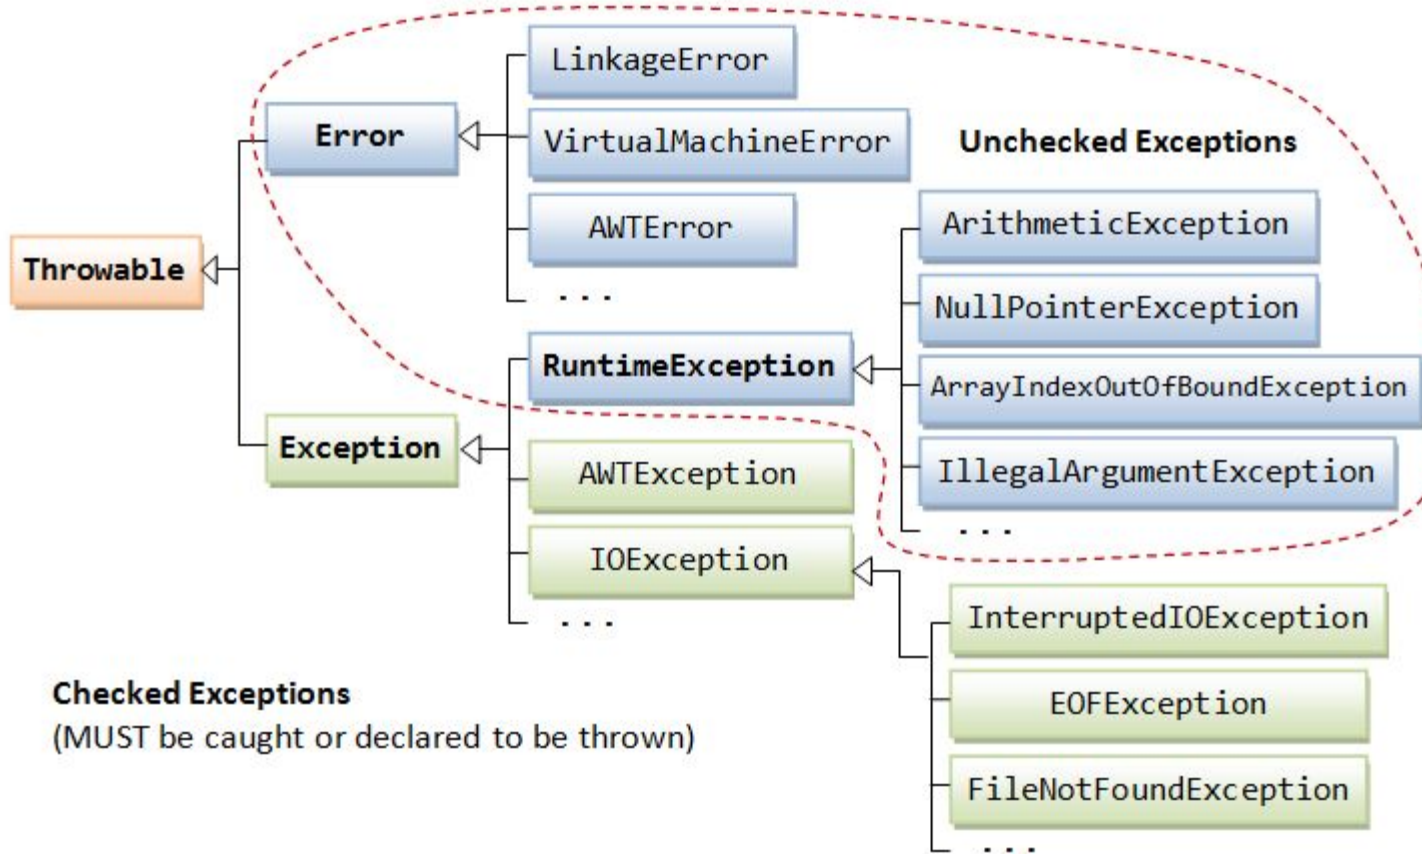 LinkageError
Error
VirtualMachineError
Unchecked Exceptions
AWTError
ArithmeticException
Throwable
...
NullPointerException
RuntimeException
ArrayIndexOutOfBoundException
Exception
AWTException
IllegalArgumentException
...
IOException
...
InterruptedIOException
Checked Exceptions
(MUST be caught or declared to be thrown)
EOFException
FileNotFoundException
...